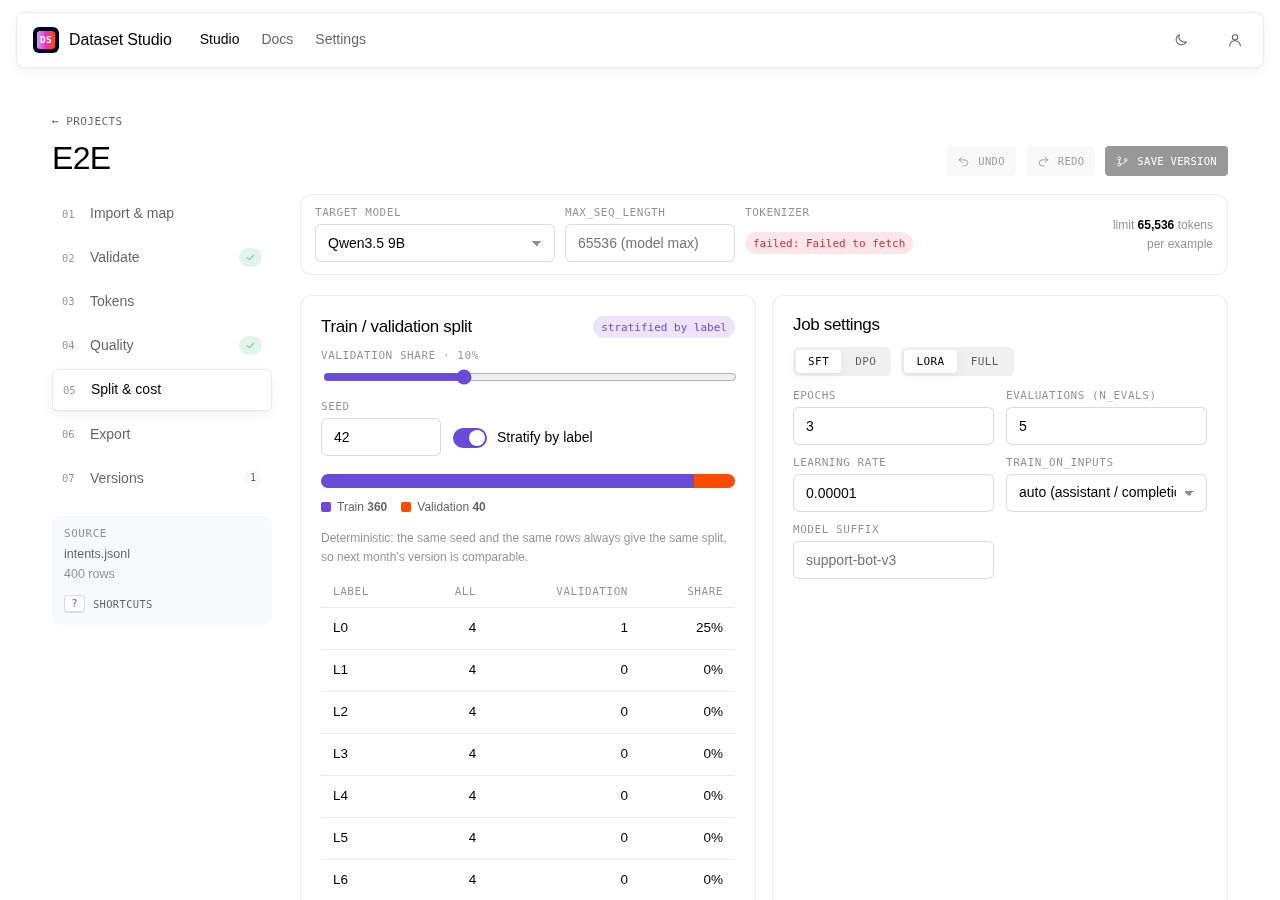 DS Dataset Studio Studio Docs Settings
← PROJECTS
E2E
UNDO REDO SAVE VERSION
01 Import & map
02 Validate
03 Tokens
04 Quality
05 Split & cost
06 Export
07 Versions 1
SOURCE
intents.jsonl
400 rows
? SHORTCUTS
TARGET MODEL MAX_SEQ_LENGTH TOKENIZER
Qwen3.5 9B 65536 (model max) failed: Failed to fetch
limit 65,536 tokens
per example
Train / validation split stratified by label
VALIDATION SHARE · 10%
SEED
42 Stratify by label
Train 360 Validation 40
Deterministic: the same seed and the same rows always give the same split,
so next month's version is comparable.
LABEL ALL VALIDATION SHARE
L0 4 1 25%
L1 4 0 0%
L2 4 0 0%
L3 4 0 0%
L4 4 0 0%
L5 4 0 0%
L6 4 0 0%
Job settings
SFT DPO LORA FULL
EPOCHS EVALUATIONS (N_EVALS)
3 5
LEARNING RATE TRAIN_ON_INPUTS
0.00001 auto (assistant / completic
MODEL SUFFIX
support-bot-v3